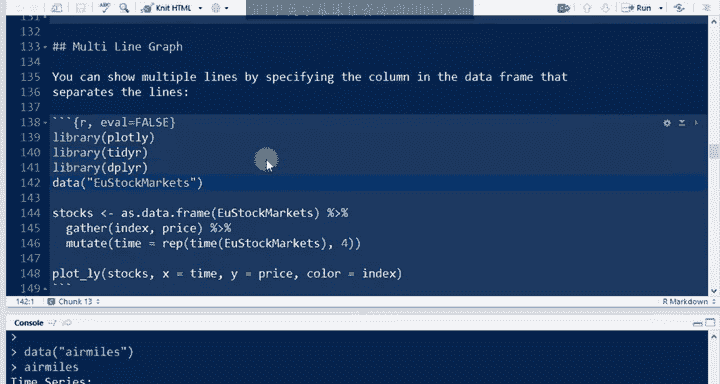 Knit HTML
Run
131
132
133 ## Multi Line Graph
134
135 You can show multiple lines by specifying the column in the data frame that
136 separates the lines:
137
138 ```{r, eval=FALSE}
139 library(plotly)
140 library(tidyr)
141 library(dplyr)
142 data("EuStockMarkets")
143
144 stocks <- as.data.frame(EuStockMarkets) %>%
145 gather(index, price) %>%
146 mutate(time = rep(time(EuStockMarkets), 4))
147
148 plot_ly(stocks, x = time, y = price, color = index)
149 ```
142:1 Chunk 13 R Markdown
Console ~/
>
> data("airmiles")
> airmiles
Time Series: